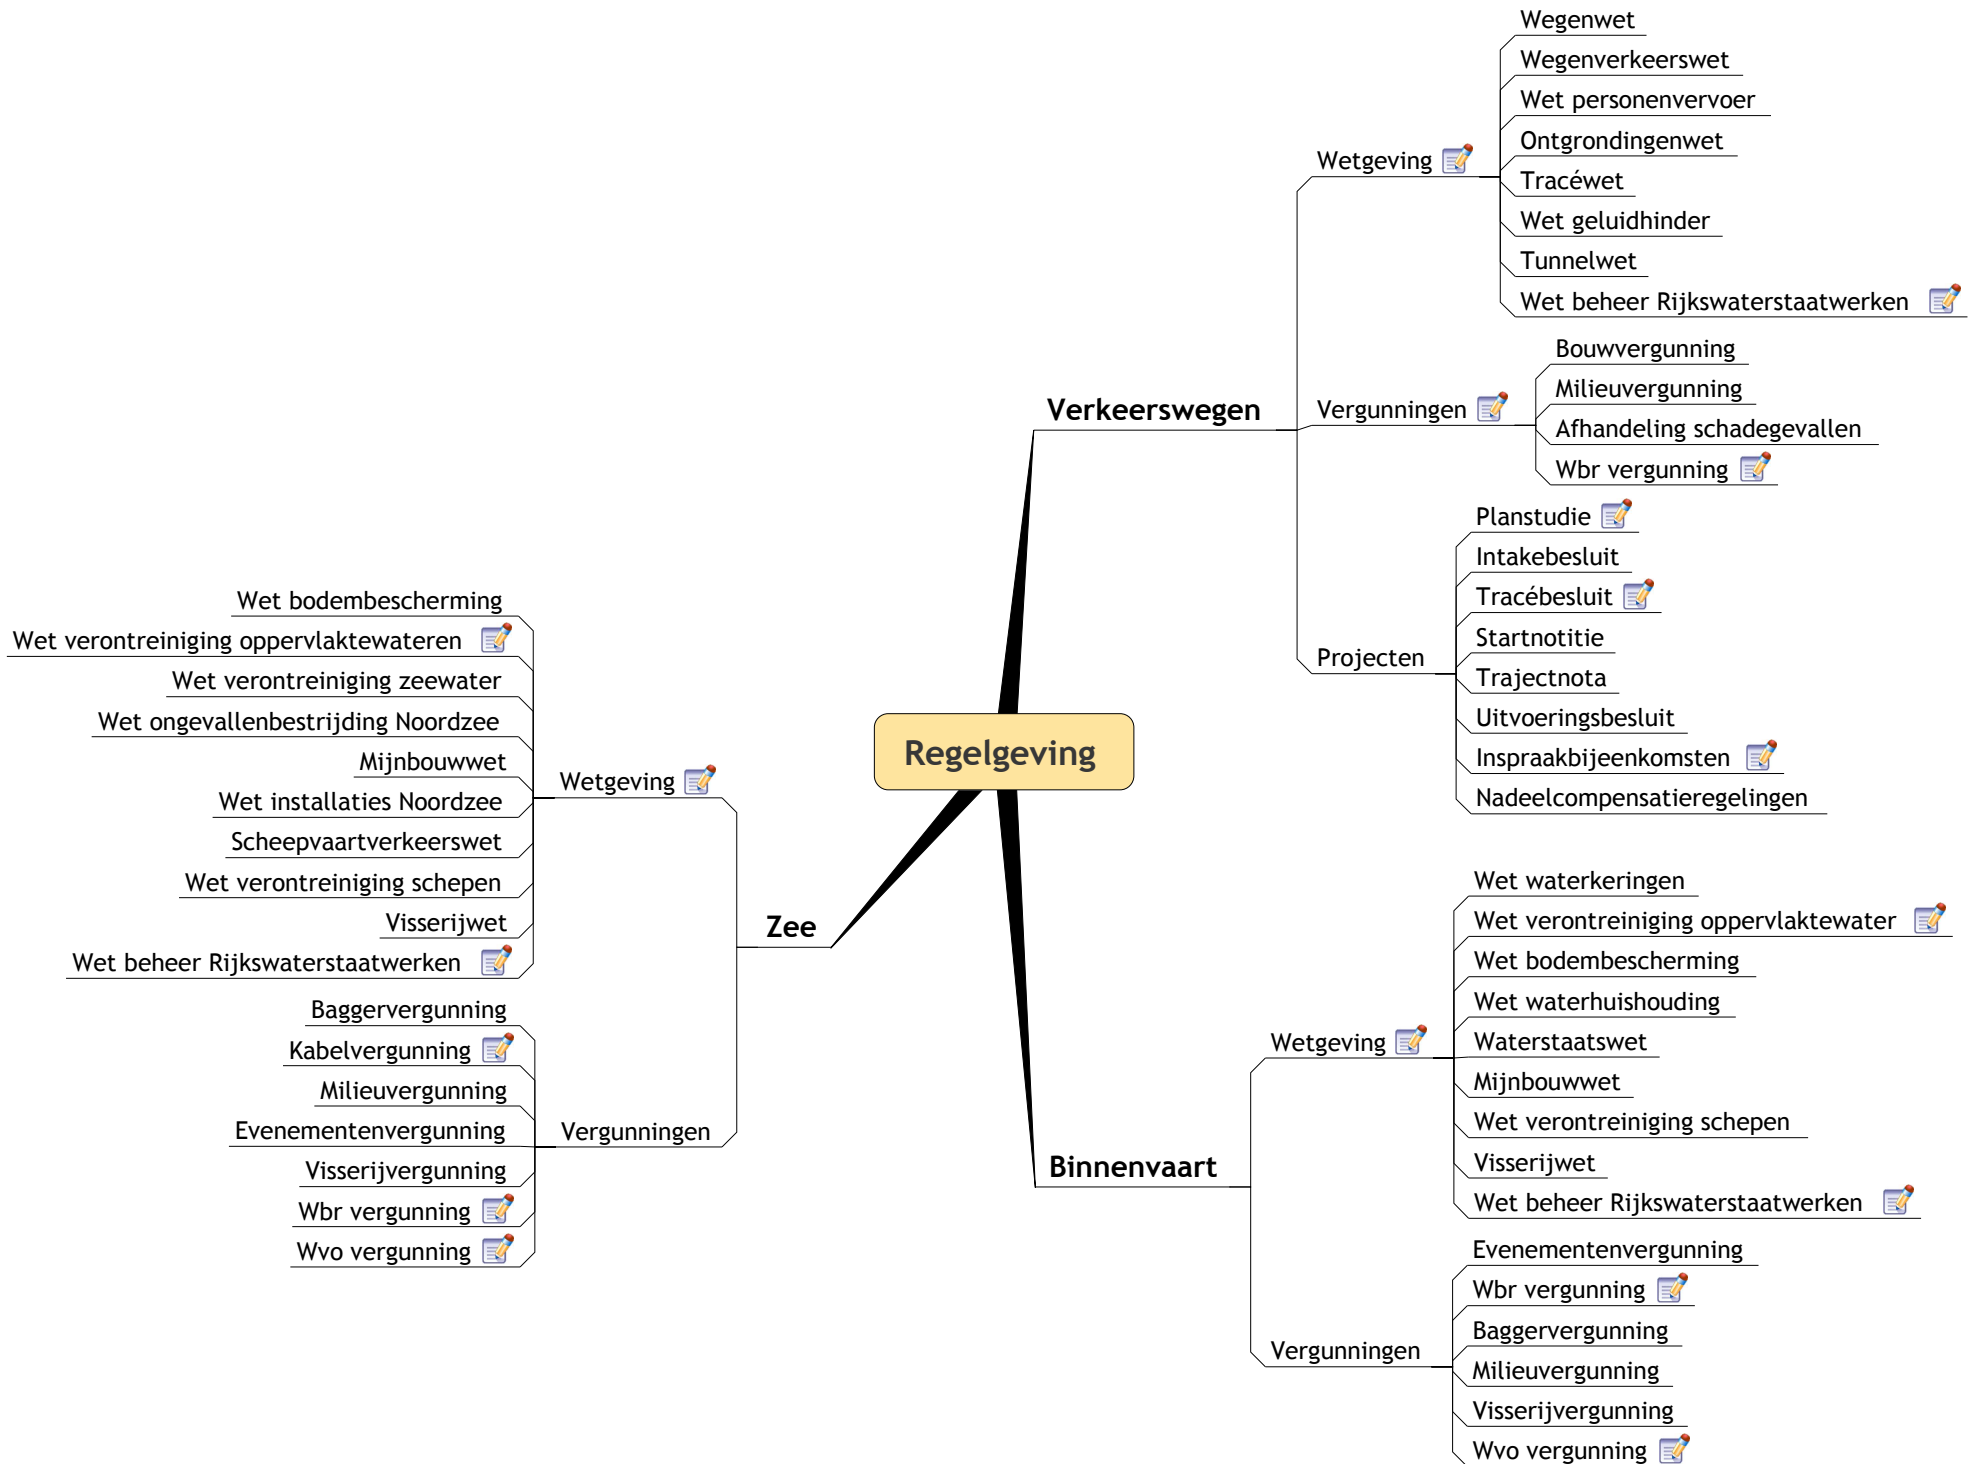 Regelgeving
Verkeerswegen
Wetgeving
Wegenwet
Wegenverkeerswet
Wet personenvervoer
Ontgrondingenwet
Tracéwet
Wet geluidhinder
Tunnelwet
Wet beheer Rijkswaterstaatwerken
Vergunningen
Bouwvergunning
Milieuvergunning
Afhandeling schadegevallen
Wbr vergunning
Projecten
Planstudie
Intakebesluit
Tracébesluit
Startnotitie
Trajectnota
Uitvoeringsbesluit
Inspraakbijeenkomsten
Nadeelcompensatieregelingen
Binnenvaart
Wetgeving
Wet waterkeringen
Wet verontreiniging oppervlaktewater
Wet bodembescherming
Wet waterhuishouding
Waterstaatswet
Mijnbouwwet
Wet verontreiniging schepen
Visserijwet
Wet beheer Rijkswaterstaatwerken
Vergunningen
Evenementenvergunning
Wbr vergunning
Baggervergunning
Milieuvergunning
Visserijvergunning
Wvo vergunning
Zee
Wetgeving
Wet bodembescherming
Wet verontreiniging oppervlaktewateren
Wet verontreiniging zeewater
Wet ongevallenbestrijding Noordzee
Mijnbouwwet
Wet installaties Noordzee
Scheepvaartverkeerswet
Wet verontreiniging schepen
Visserijwet
Wet beheer Rijkswaterstaatwerken
Vergunningen
Baggervergunning
Kabelvergunning
Milieuvergunning
Evenementenvergunning
Visserijvergunning
Wbr vergunning
Wvo vergunning